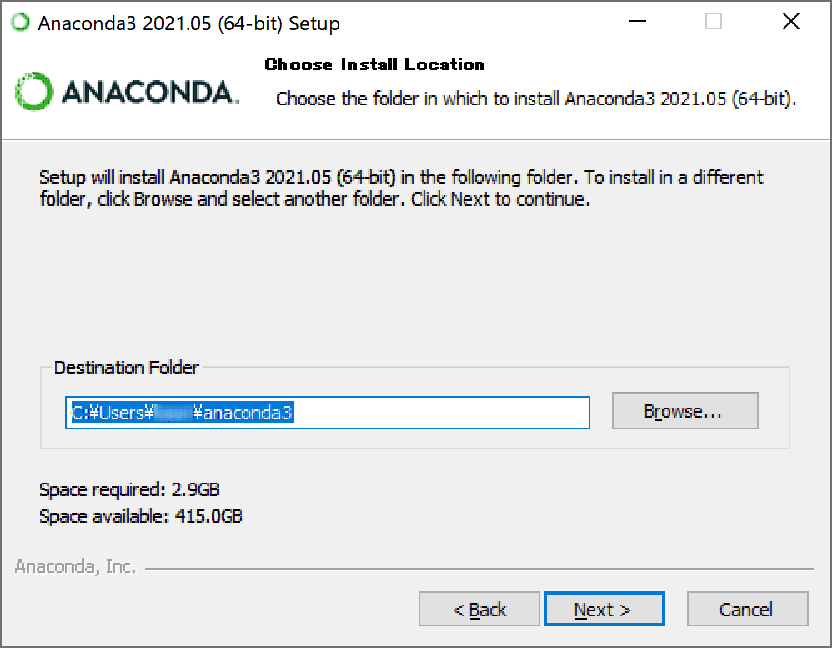 Anaconda3 2021.05 (64-bit) Setup
Choose Install Location
ANACONDA.
Choose the folder in which to install Anaconda3 2021.05 (64-bit).
Setup will install Anaconda3 2021.05 (64-bit) in the following folder. To install in a different
folder, click Browse and select another folder. Click Next to continue.
Destination Folder
C:¥Users¥ ¥anaconda3
Browse...
Space required: 2.9GB
Space available: 415.0GB
Anaconda, Inc.
< Back
Next >
Cancel